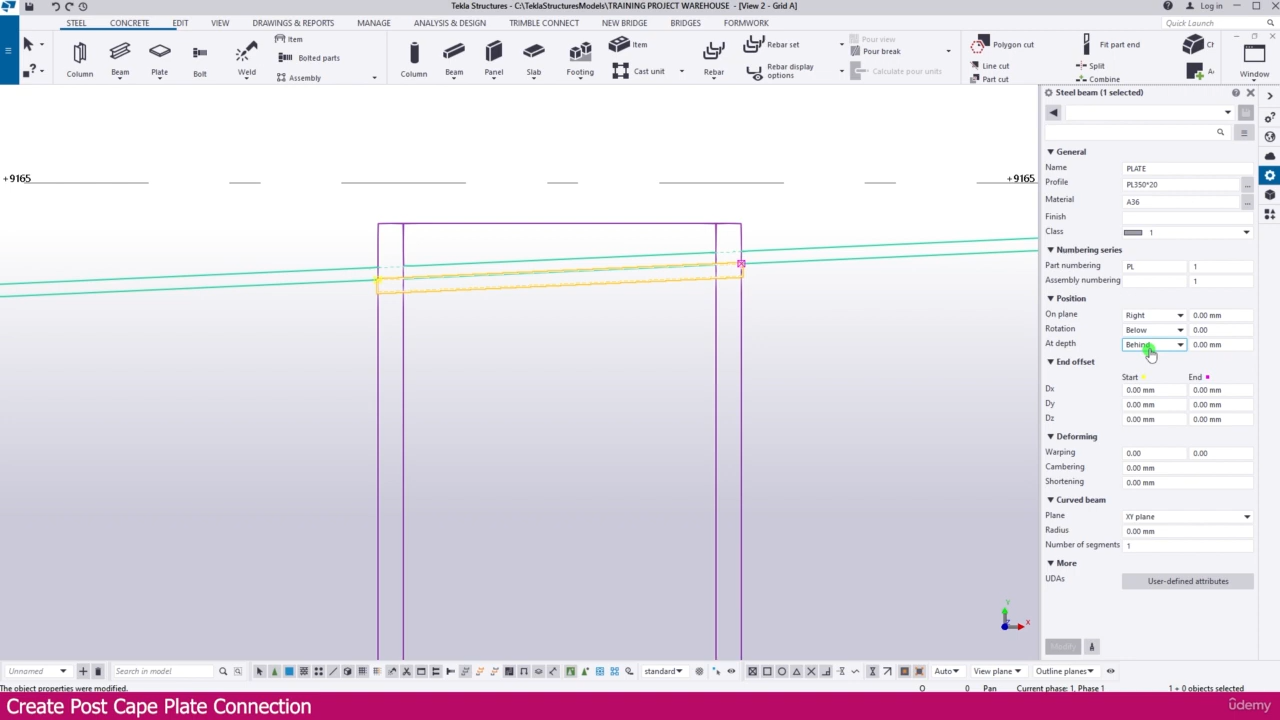 Tekla Structures - C:\TeklaStructuresModels\TRAINING PROJECT WAREHOUSE - [View 2 - Grid A]
Log in
STEEL CONCRETE EDIT VIEW DRAWINGS & REPORTS MANAGE ANALYSIS & DESIGN TRIMBLE CONNECT NEW BRIDGE BRIDGES FORMWORK
Quick Launch
Column Beam Plate Bolt Weld
Item
Bolted parts
Assembly
Column Beam Panel Slab Footing
Item
Cast unit
Rebar
Rebar set
Rebar display options
Pour view
Pour break
Calculate pour units
Polygon cut
Line cut
Part cut
Fit part end
Split
Combine
Window
Steel beam (1 selected)
General
Name PLATE
Profile PL350*20
Material A36
Finish
Class 1
Numbering series
Part numbering PL 1
Assembly numbering 1
Position
On plane Right 0.00 mm
Rotation Below 0.00
At depth Behind 0.00 mm
End offset
Start End
Dx 0.00 mm 0.00 mm
Dy 0.00 mm 0.00 mm
Dz 0.00 mm 0.00 mm
Deforming
Warping 0.00 0.00
Cambering 0.00 mm
Shortening 0.00 mm
Curved beam
Plane XY plane
Radius 0.00 mm
Number of segments 1
More
UDAs User-defined attributes
Modify
+9165 +9165
Y
X
Unnamed
Search in model
standard
Auto
View plane
Outline planes
The object properties were modified.
O 0 Pan Current phase: 1, Phase 1 1 + 0 objects selected
Create Post Cape Plate Connection
ûdemy